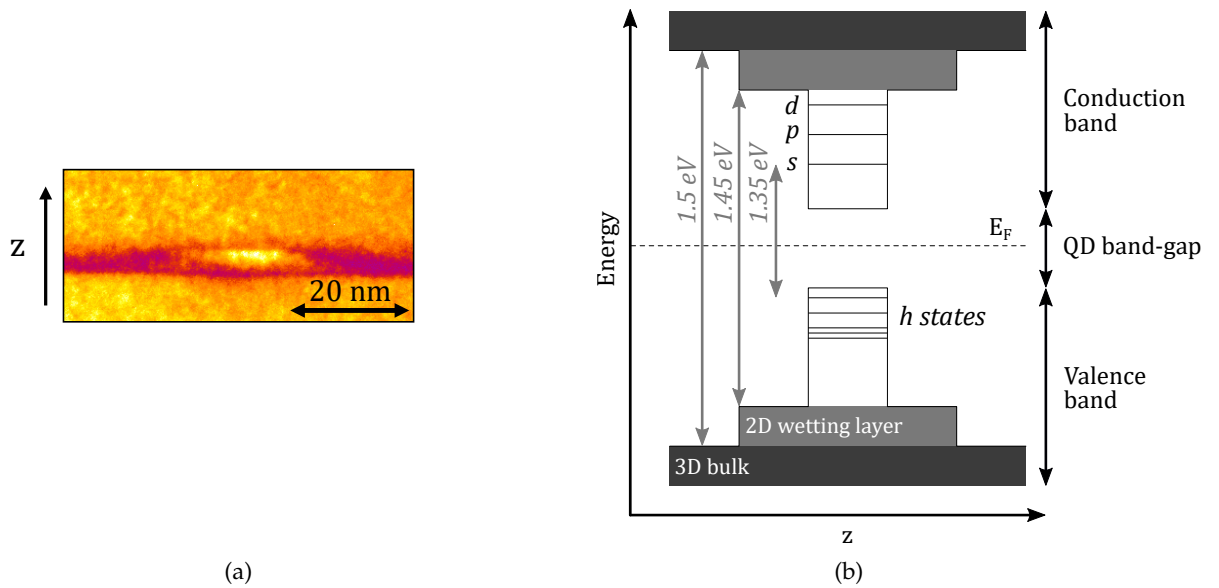 z
20 nm
(a)
Energy
1.5 eV
1.45 eV
1.35 eV
d
p
s
E_F
h states
2D wetting layer
3D bulk
Conduction
band
QD band-gap
Valence
band
z
(b)